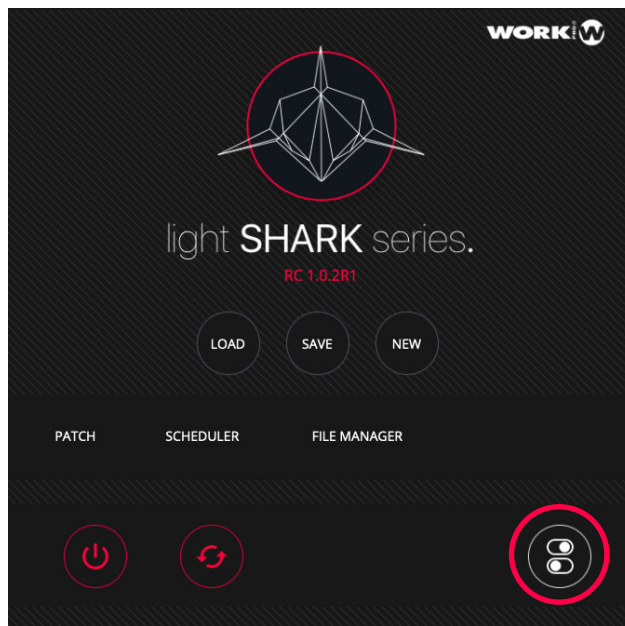 WORK W
light SHARK series.
RC 1.0.2R1
LOAD SAVE NEW
PATCH SCHEDULER FILE MANAGER